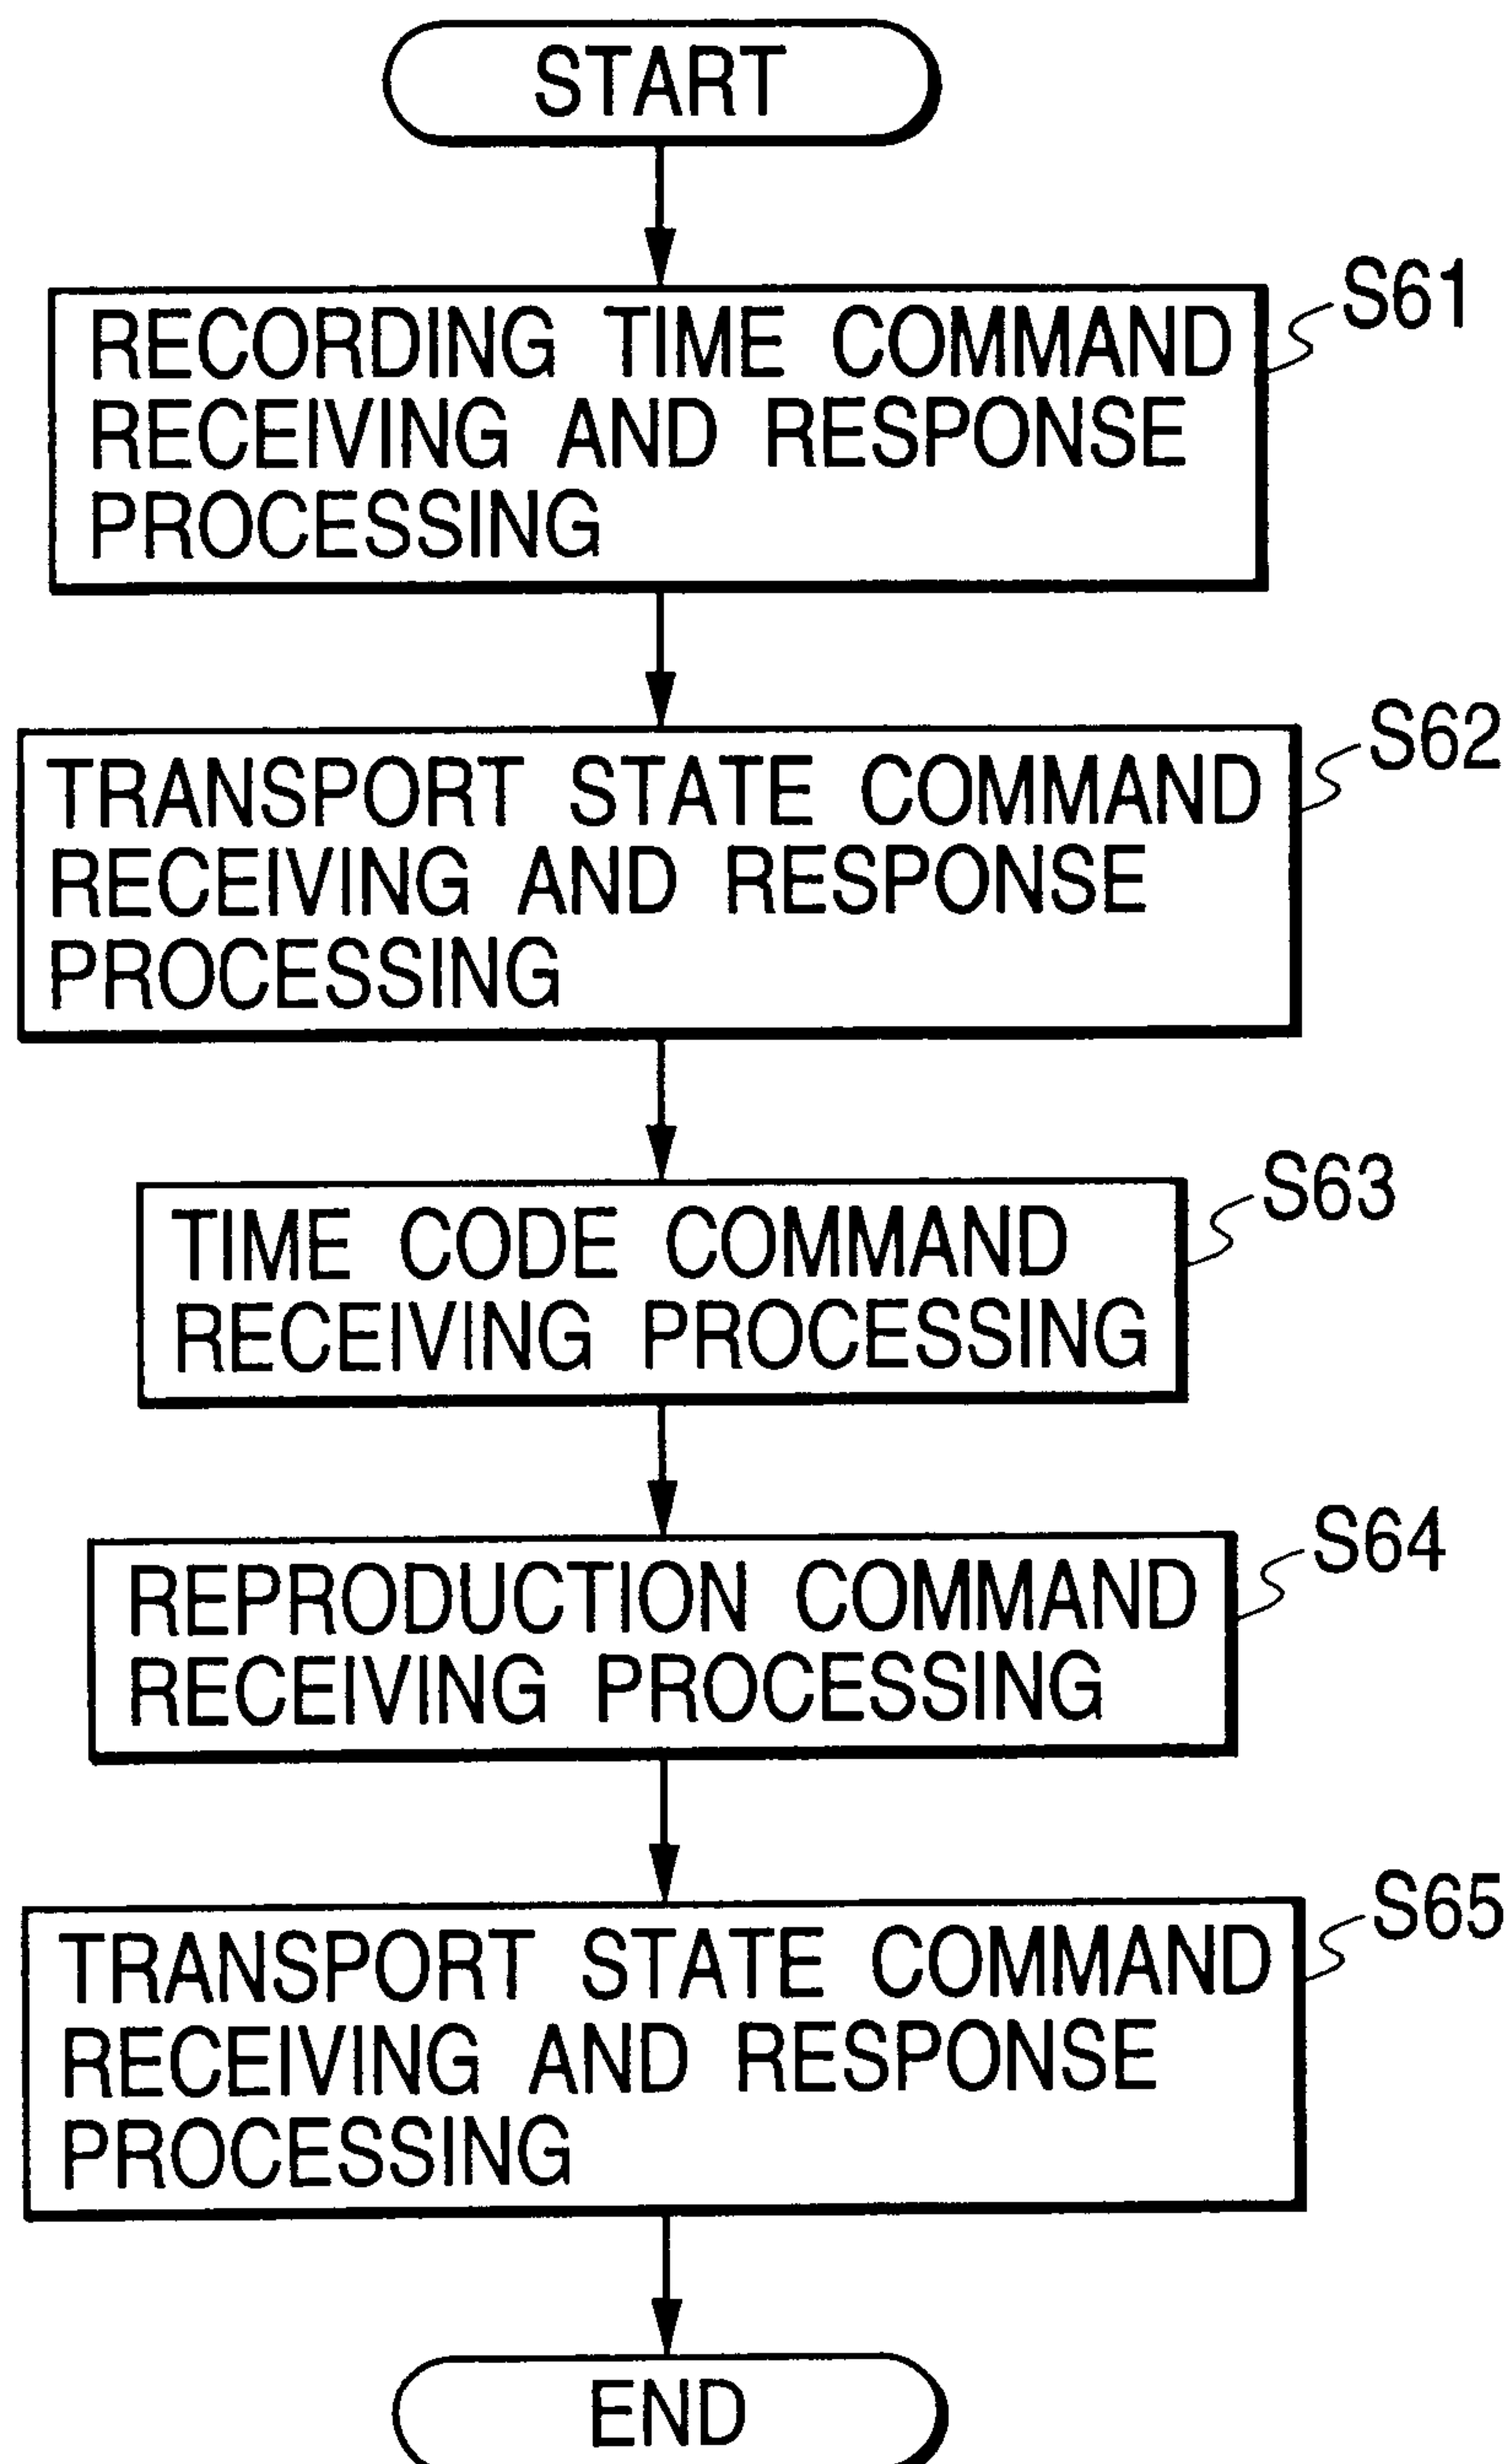 START
S61
RECORDING TIME COMMAND
RECEIVING AND RESPONSE
PROCESSING
S62
TRANSPORT STATE COMMAND
RECEIVING AND RESPONSE
PROCESSING
S63
TIME CODE COMMAND
RECEIVING PROCESSING
S64
REPRODUCTION COMMAND
RECEIVING PROCESSING
S65
TRANSPORT STATE COMMAND
RECEIVING AND RESPONSE
PROCESSING
END